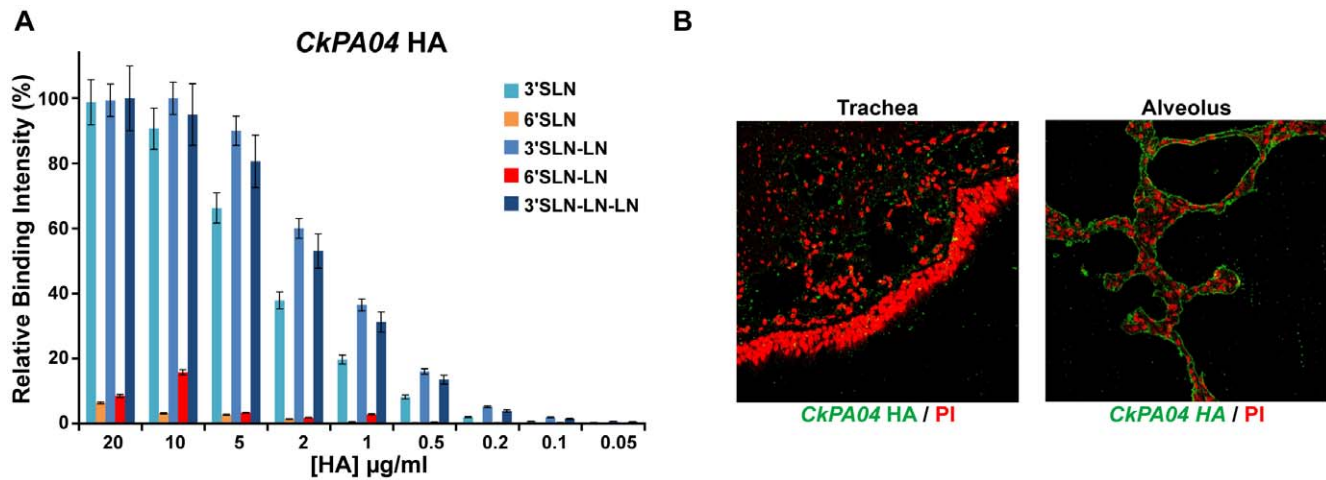 A
CkPA04 HA
Relative Binding Intensity (%)
100
80
60
40
20
0
3'SLN
6'SLN
3'SLN-LN
6'SLN-LN
3'SLN-LN-LN
20 10 5 2 1 0.5 0.2 0.1 0.05
[HA] µg/ml
B
Trachea
CkPA04 HA / PI
Alveolus
CkPA04 HA / PI